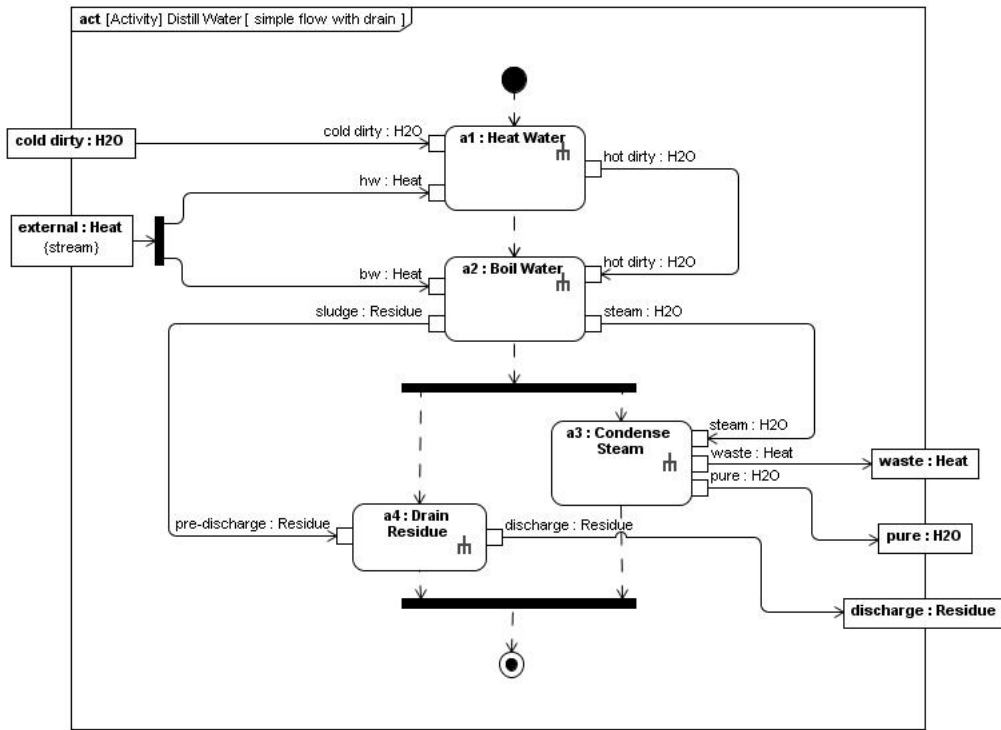 act [Activity] Distill Water [ simple flow with drain ]
cold dirty : H2O
cold dirty : H2O
a1 : Heat Water
hot dirty : H2O
hw : Heat
external : Heat
{stream}
bw : Heat
a2 : Boil Water
hot dirty : H2O
sludge : Residue
steam : H2O
a3 : Condense
Steam
steam : H2O
waste : Heat
waste : Heat
pure : H2O
pre-discharge : Residue
a4 : Drain
Residue
discharge : Residue
pure : H2O
discharge : Residue